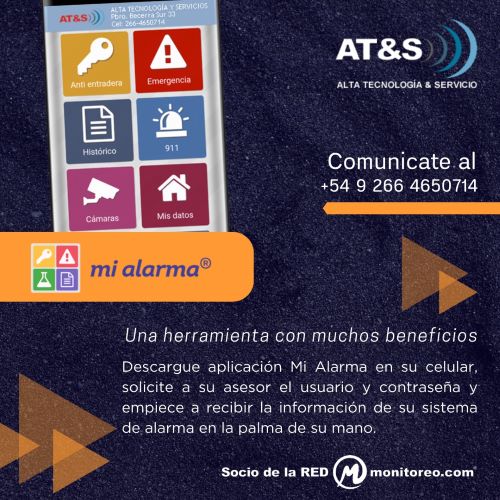 AT&S
ALTA TECNOLOGÍA Y SERVICIOS
Pbro. Becerra Sur 33
Cel: 266-4650714
Anti entradera
Emergencia
Histórico
911
Cámaras
Mis datos
AT&S
ALTA TECNOLOGÍA & SERVICIO
Comunicate al
+54 9 266 4650714
mi alarma®
Una herramienta con muchos beneficios
Descargue aplicación Mi Alarma en su celular,
solicite a su asesor el usuario y contraseña y
empiece a recibir la información de su sistema
de alarma en la palma de su mano.
Socio de la RED monitoreo.com